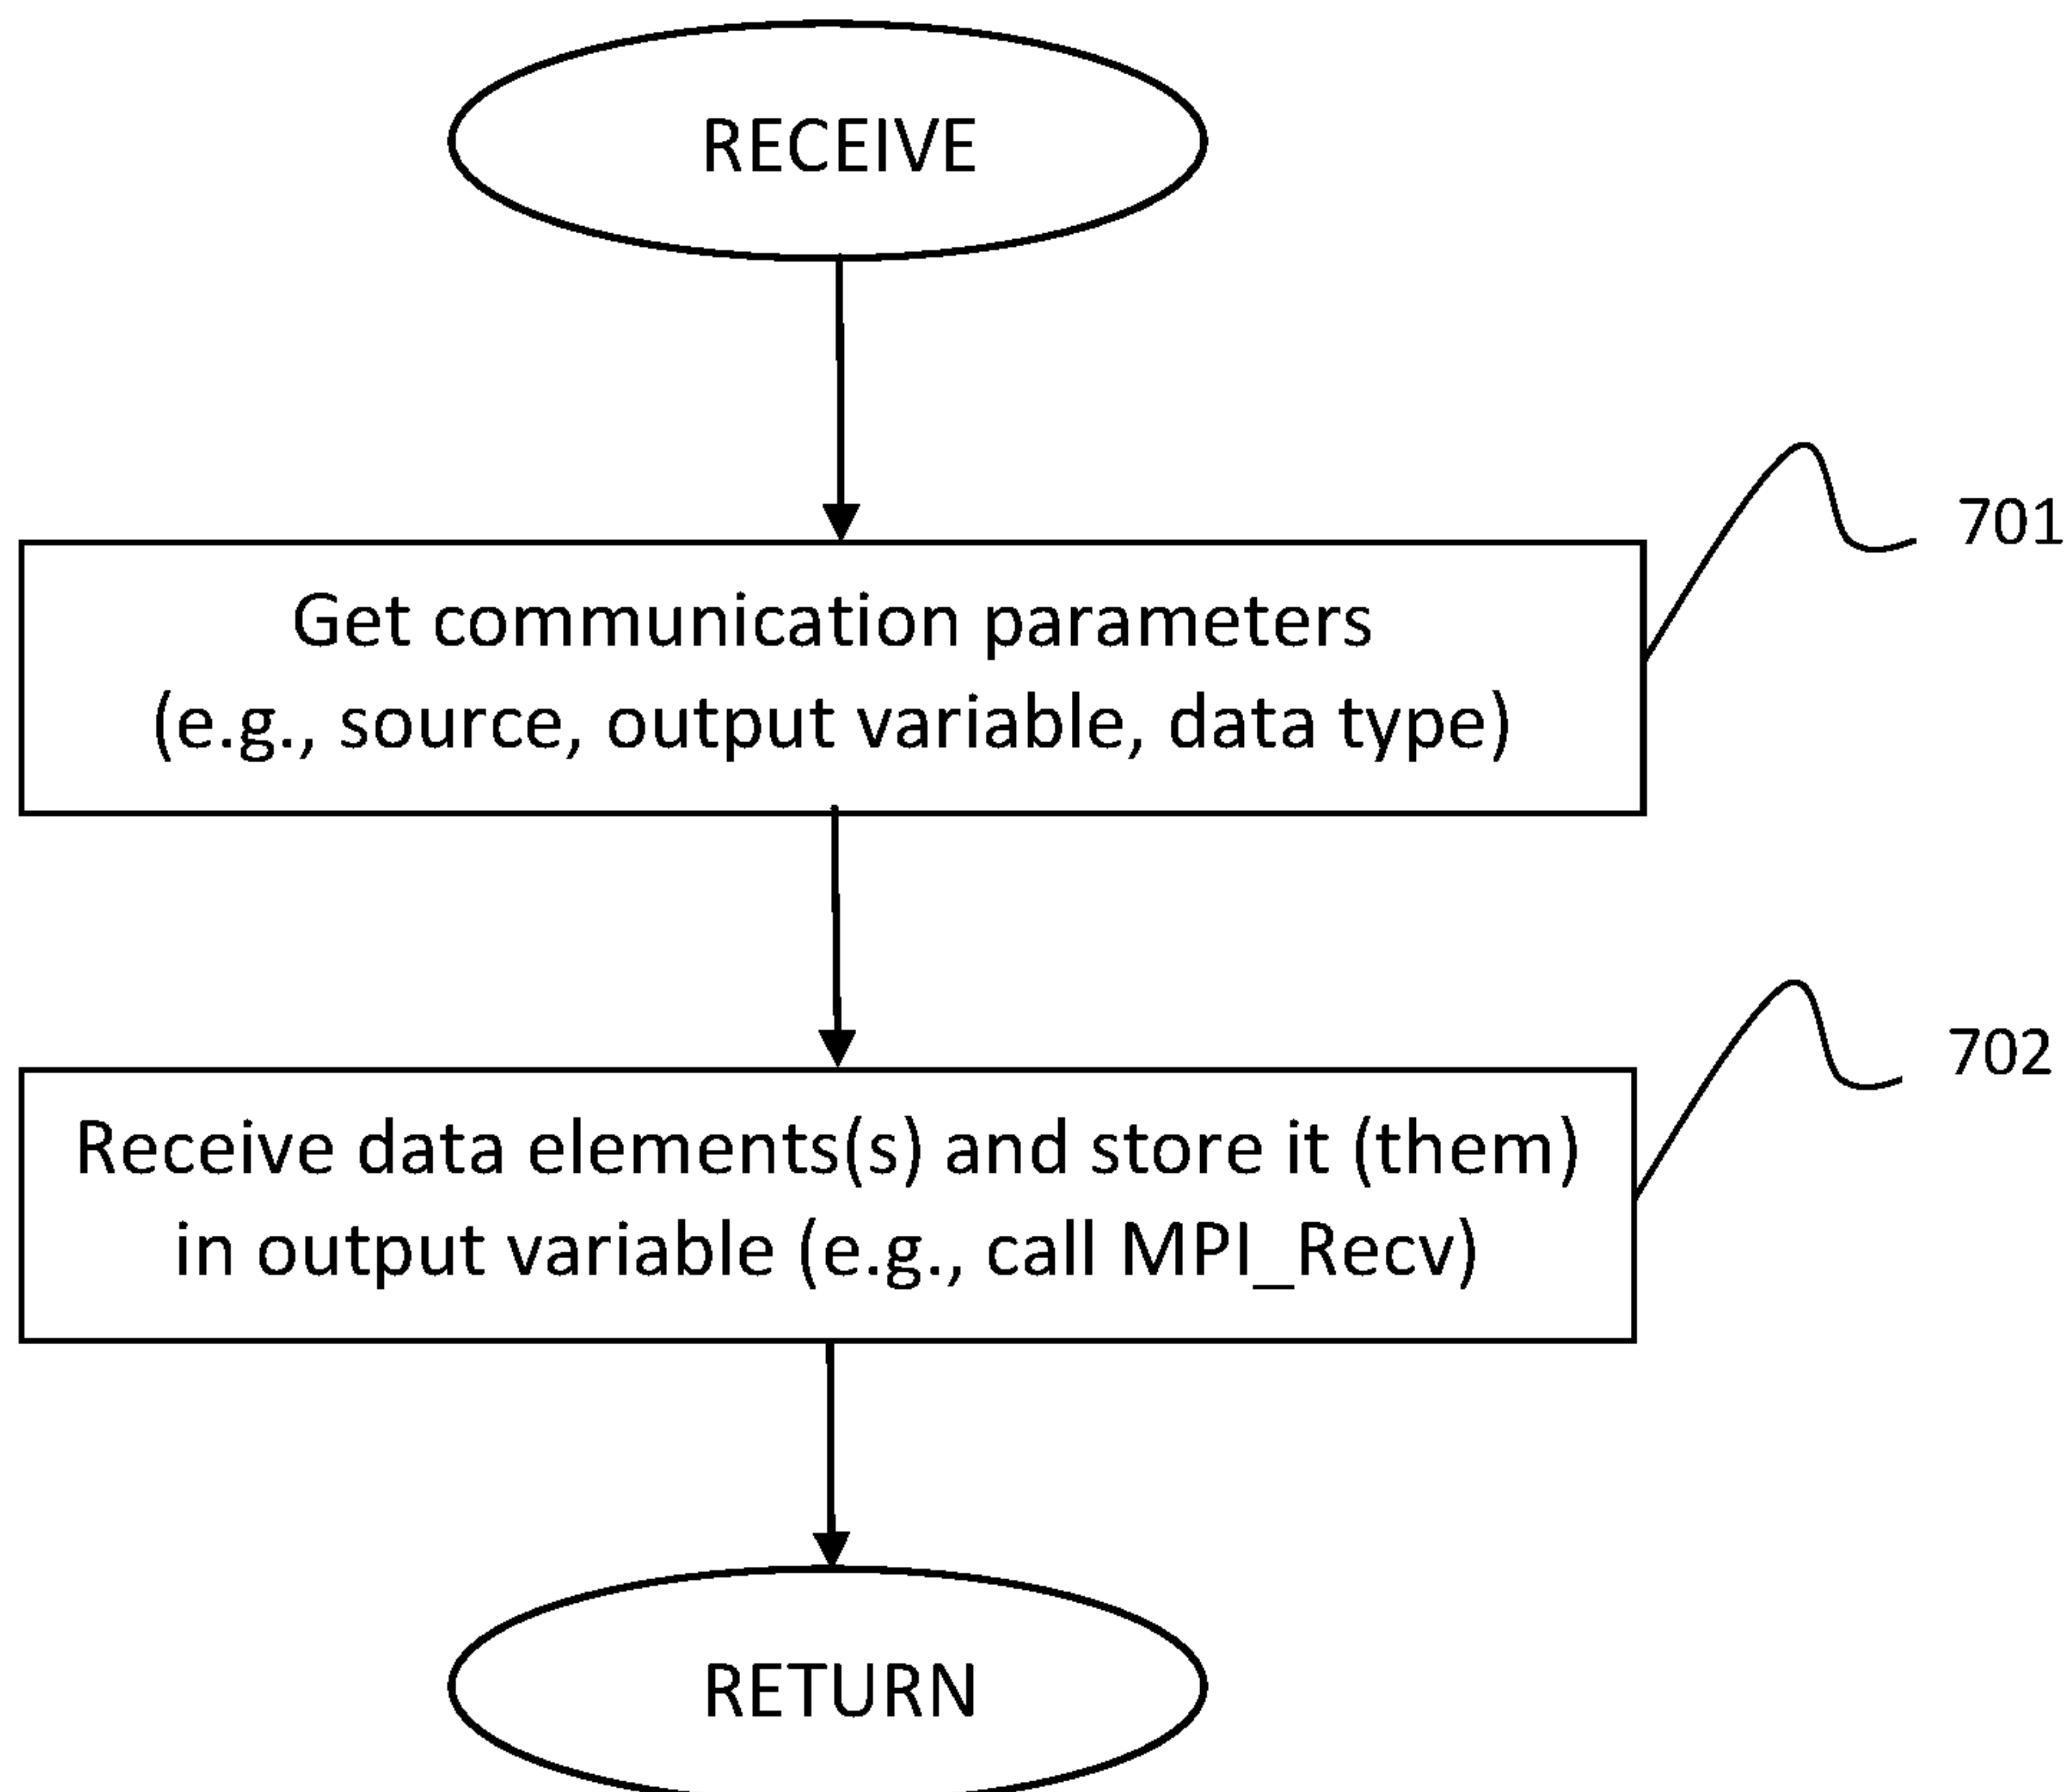 RECEIVE
701
Get communication parameters
(e.g., source, output variable, data type)
702
Receive data elements(s) and store it (them)
in output variable (e.g., call MPI_Recv)
RETURN